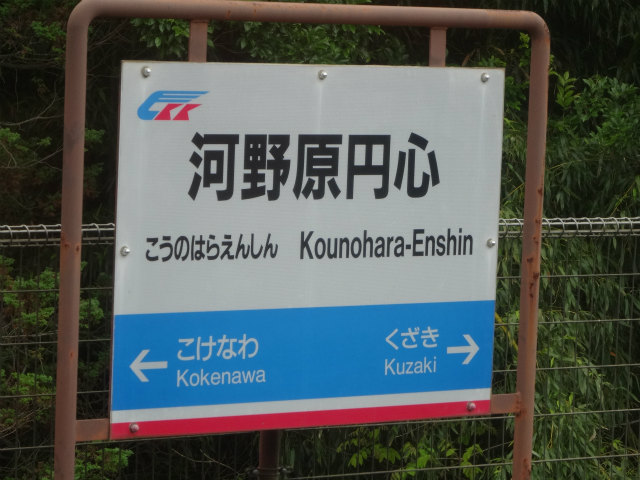 CKK
河野原円心
こうのはらえんしん Kounohara-Enshin
こけなわ
Kokenawa
くざき
Kuzaki